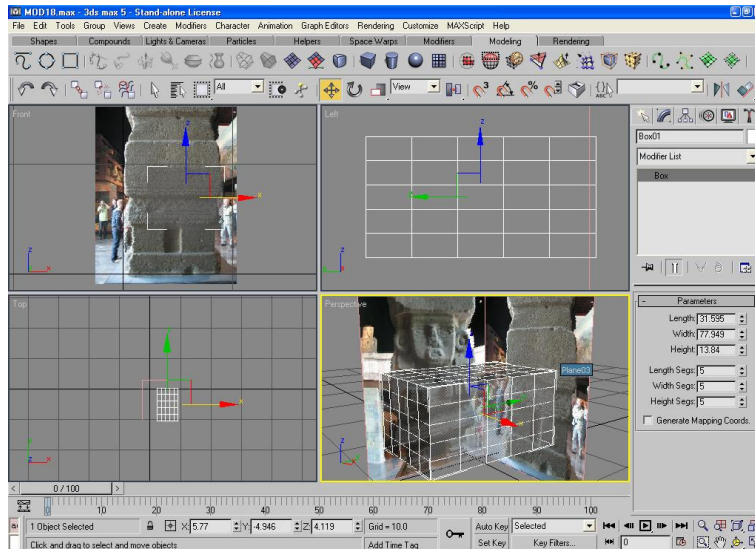 MOD18.max - 3ds max 5 - Stand-alone License
File Edit Tools Group Views Create Modifiers Character Animation Graph Editors Rendering Customize MAXScript Help
Shapes Compounds Lights & Cameras Particles Helpers Space Warps Modifiers Modeling Rendering
All View ABC
Front Left
z z
x
z x z
Box01
Modifier List
Box
Top Perspective
Plane03
x
z
Parameters
Length: 31.595
Width: 77.949
Height: 13.84
Length Segs: 5
Width Segs: 5
Height Segs: 5
Generate Mapping Coords.
0 / 100
0 10 20 30 40 50 60 70 80 90 100
1 Object Selected X: 5.77 Y: -4.946 Z: 4.119 Grid = 10.0 Auto Key Selected
Click and drag to select and move objects Add Time Tag Set Key Key Filters... 0